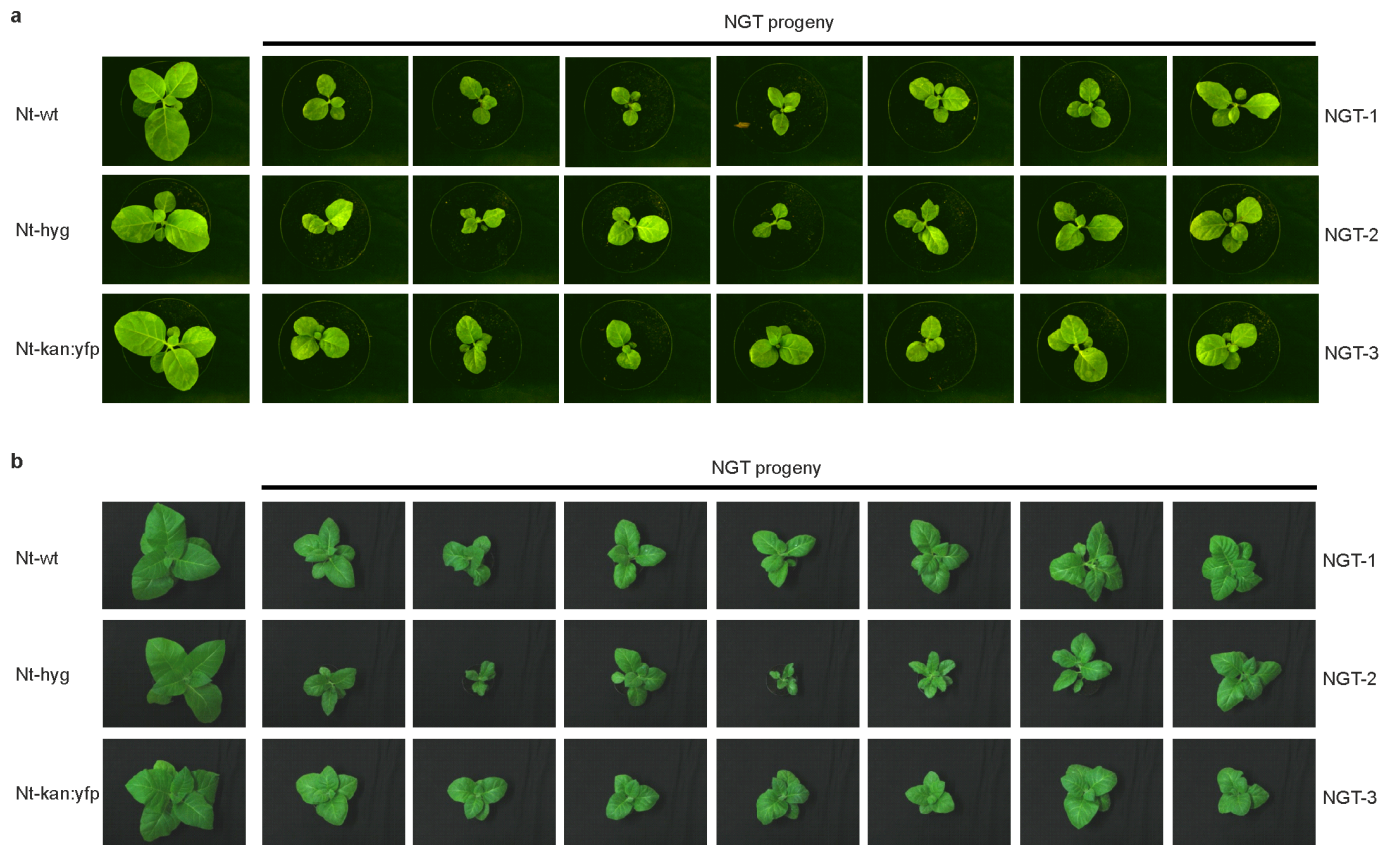 a
NGT progeny
Nt-wt
NGT-1
Nt-hyg
NGT-2
Nt-kan:yfp
NGT-3
b
NGT progeny
Nt-wt
NGT-1
Nt-hyg
NGT-2
Nt-kan:yfp
NGT-3